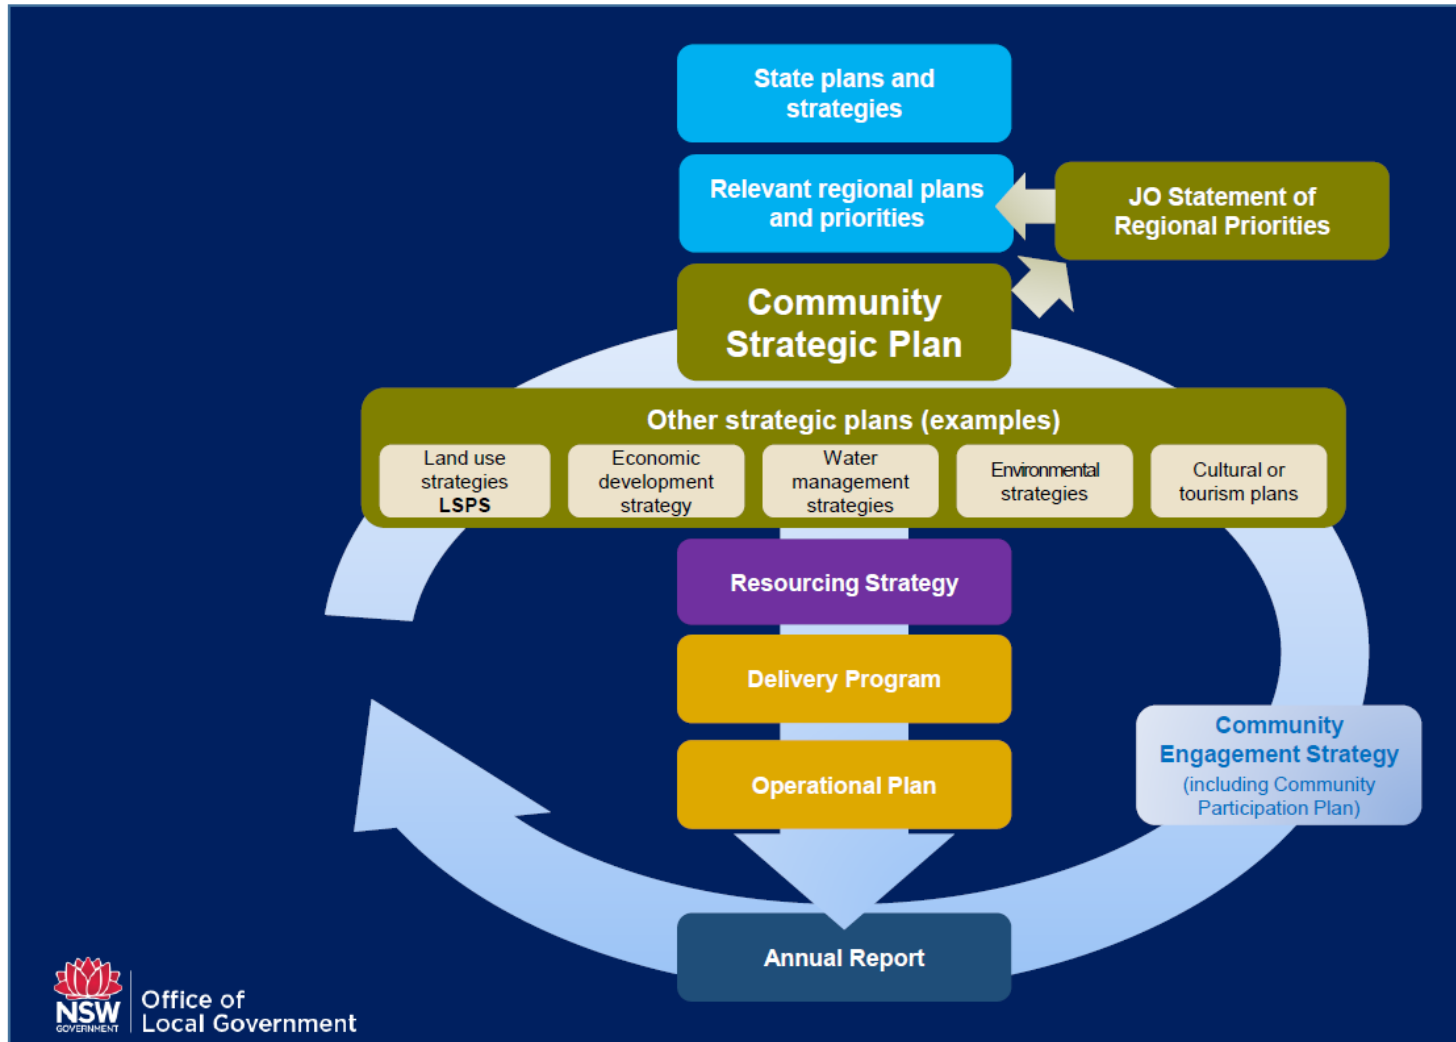 State plans and
strategies
Relevant regional plans
and priorities
JO Statement of
Regional Priorities
Community
Strategic Plan
Other strategic plans (examples)
Land use
strategies
LSPS
Economic
development
strategy
Water
management
strategies
Environmental
strategies
Cultural or
tourism plans
Resourcing Strategy
Delivery Program
Community
Engagement Strategy
(including Community
Participation Plan)
Operational Plan
Annual Report
NSW
GOVERNMENT
Office of
Local Government